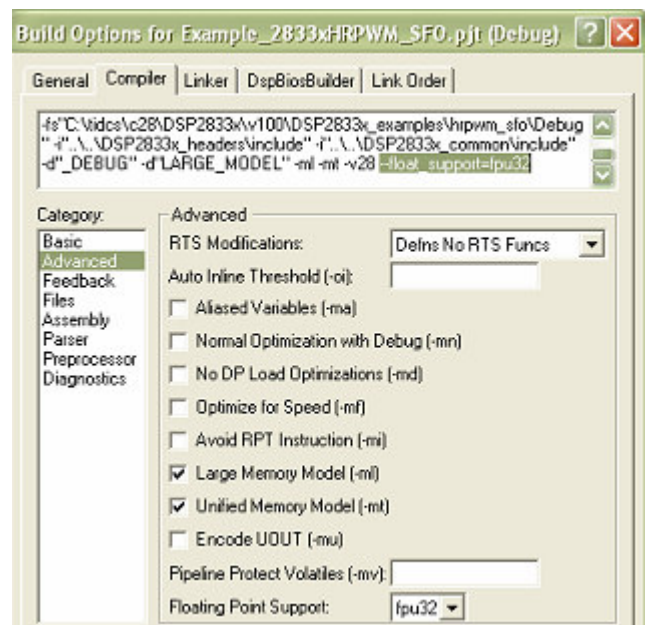 Build Options for Example_2833xHRPWM_SFO.pjt (Debug)
General Compiler Linker DspBiosBuilder Link Order
-fs"C:\tidcs\c28\DSP2833x\v100\DSP2833x_examples\hrpwm_sfo\Debug
" -i"..\..\DSP2833x_headers\include" -i"..\..\DSP2833x_common\include"
-d"_DEBUG" -d"LARGE_MODEL" -ml -mt -v28 --float_support=fpu32
Category:
Basic
Advanced
Feedback
Files
Assembly
Parser
Preprocessor
Diagnostics
Advanced
RTS Modifications: Defns No RTS Funcs
Auto Inline Threshold (-oi):
Aliased Variables (-ma)
Normal Optimization with Debug (-mn)
No DP Load Optimizations (-md)
Optimize for Speed (-mf)
Avoid RPT Instruction (-mi)
Large Memory Model (-ml)
Unified Memory Model (-mt)
Encode UOUT (-mu)
Pipeline Protect Volatiles (-mv):
Floating Point Support: fpu32